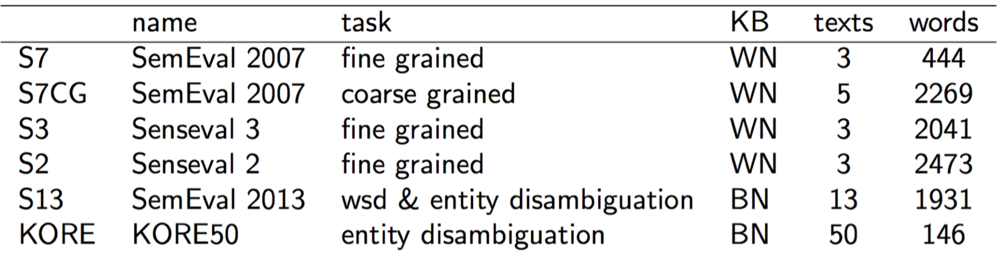 name task KB texts words
S7 SemEval 2007 fine grained WN 3 444
S7CG SemEval 2007 coarse grained WN 5 2269
S3 Senseval 3 fine grained WN 3 2041
S2 Senseval 2 fine grained WN 3 2473
S13 SemEval 2013 wsd & entity disambiguation BN 13 1931
KORE KORE50 entity disambiguation BN 50 146